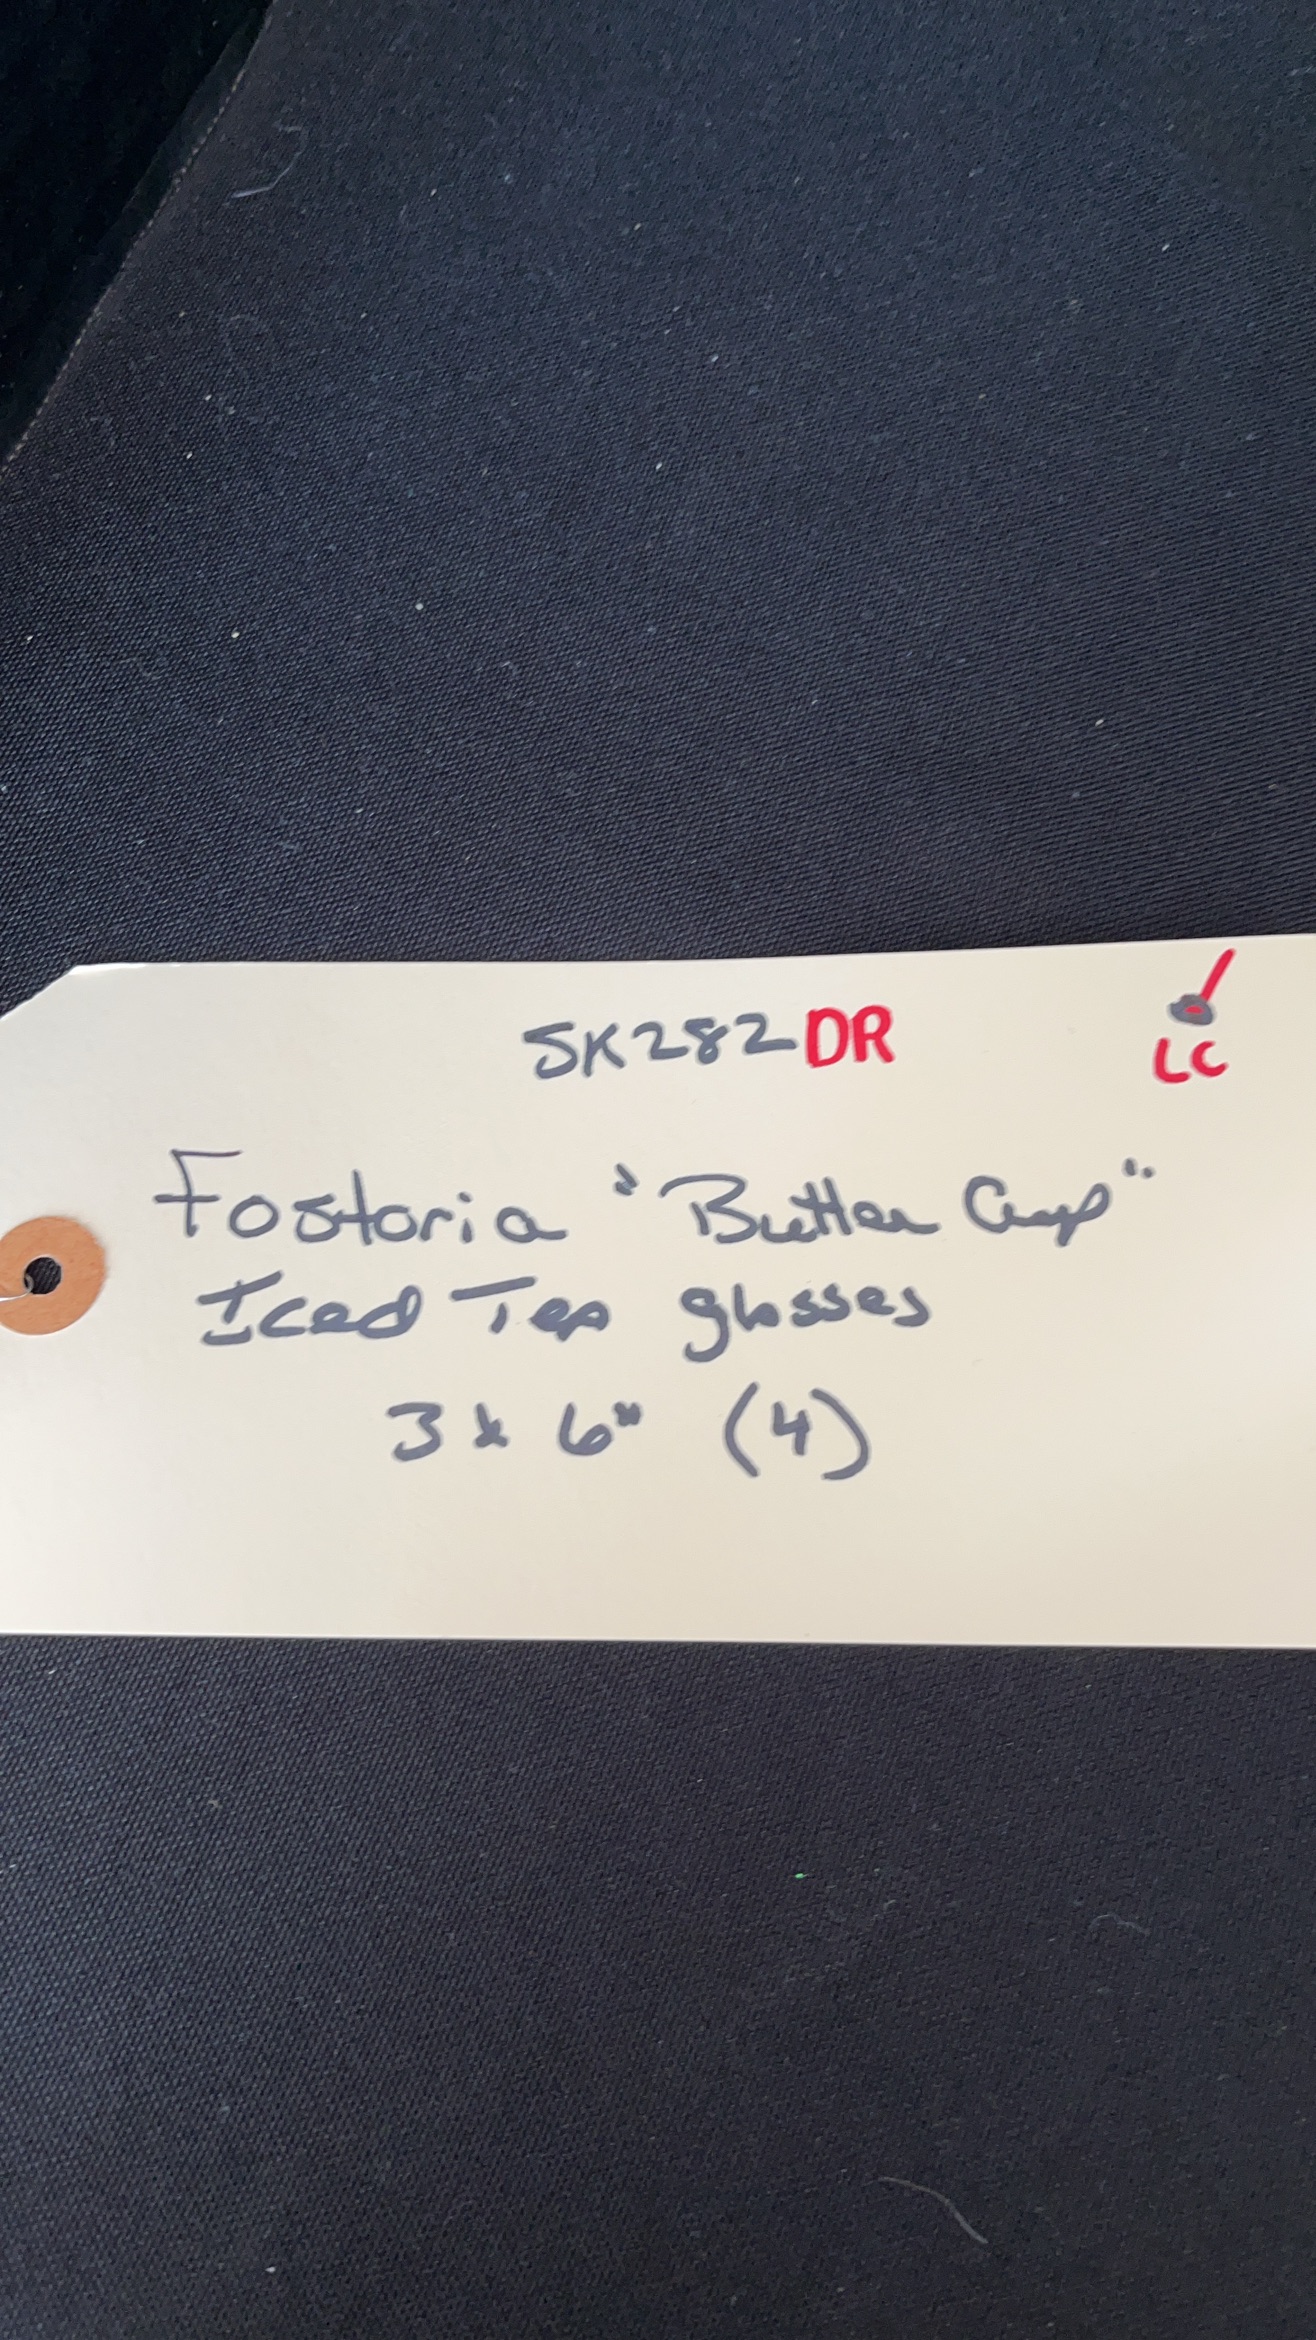 SK282DR
LC
Fostoria "Butter Cup"
Iced Tea glasses
3 x 6" (4)